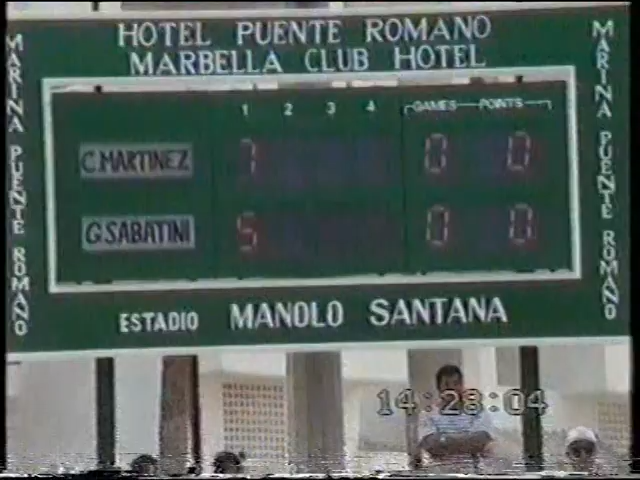 HOTEL PUENTE ROMANO
MARBELLA CLUB HOTEL
MARINA PUENTE ROMANO
MARINA PUENTE ROMANO
1 2 3 4 GAMES POINTS
C.MARTINEZ 7 0 0
G.SABATINI 5 0 0
ESTADIO MANOLO SANTANA
14:28:04